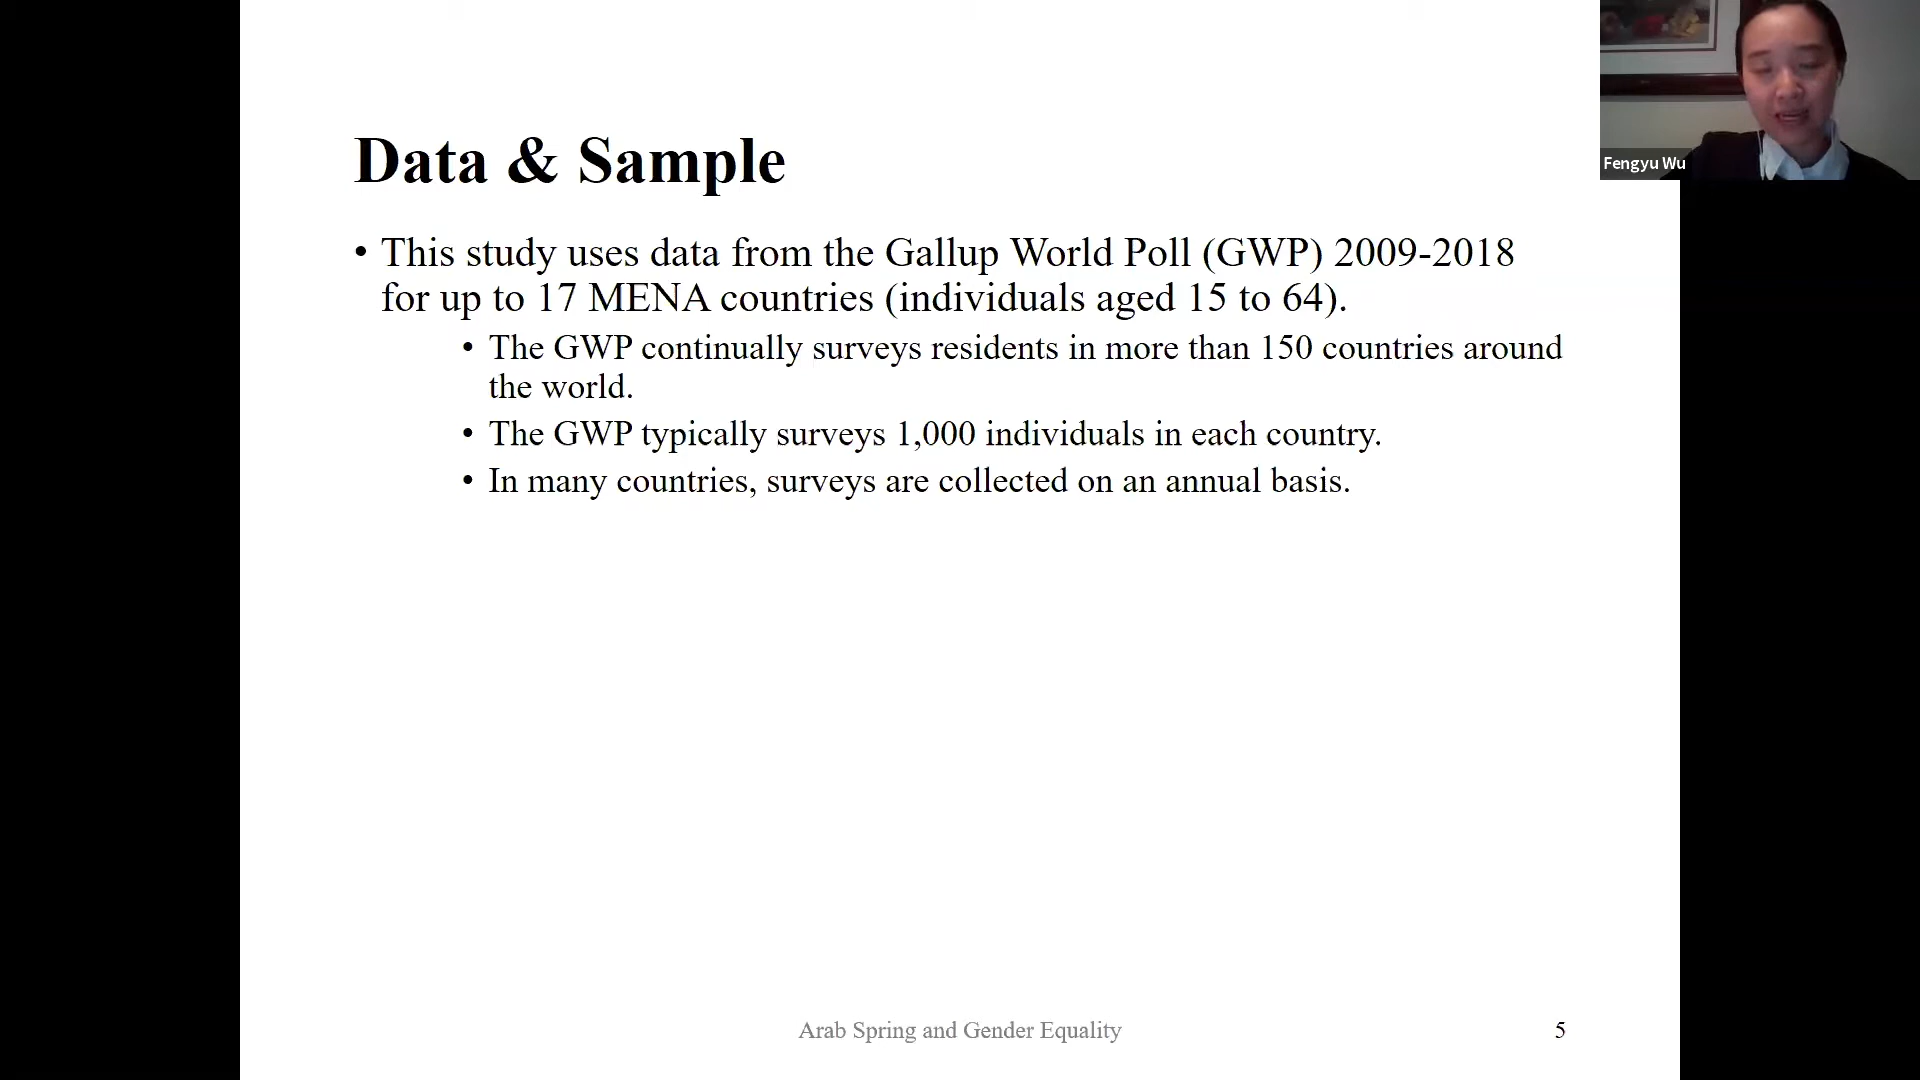 Data & Sample
Fengyu Wu
• This study uses data from the Gallup World Poll (GWP) 2009-2018
for up to 17 MENA countries (individuals aged 15 to 64).
• The GWP continually surveys residents in more than 150 countries around
the world.
• The GWP typically surveys 1,000 individuals in each country.
• In many countries, surveys are collected on an annual basis.
Arab Spring and Gender Equality
5